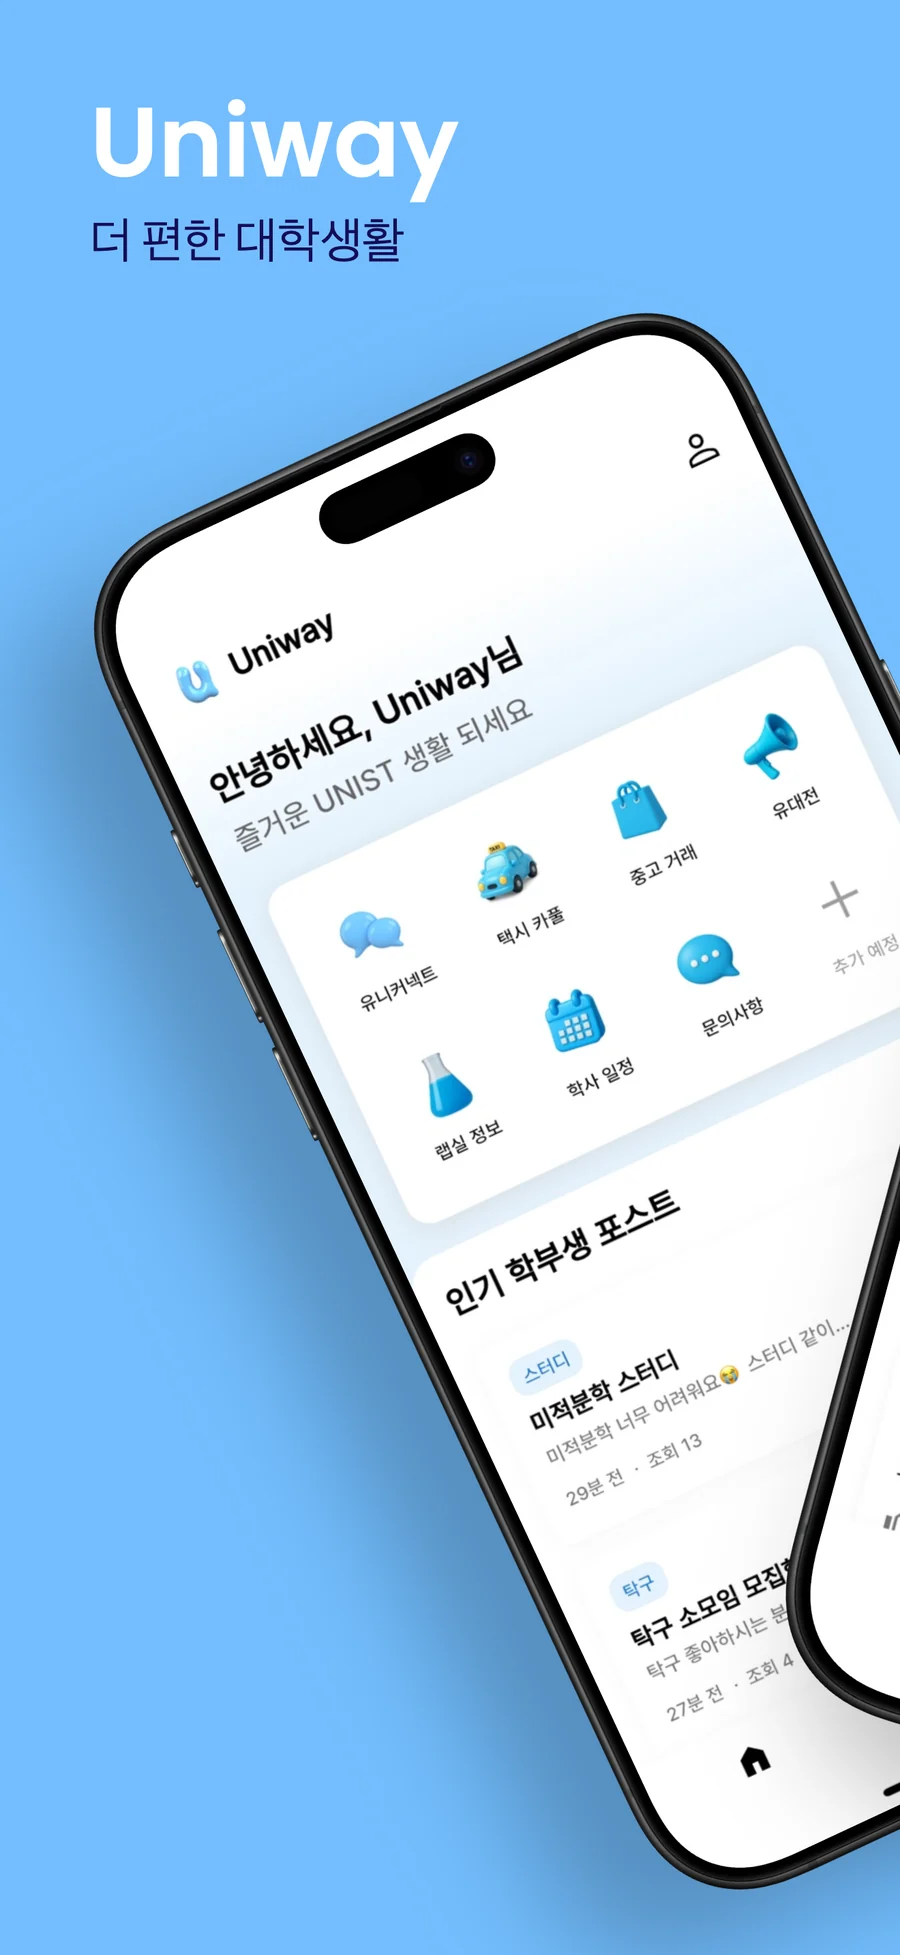 Uniway
더 편한 대학생활
Uniway
안녕하세요, Uniway님
즐거운 UNIST 생활 되세요
유니커넥트
택시 카풀
중고 거래
유대전
랩실 정보
학사 일정
문의사항
추가 예정
인기 학부생 포스트
스터디
미적분학 스터디
미적분학 너무 어려워요😭 스터디 같이...
29분 전 · 조회 13
탁구
탁구 소모임 모집
탁구 좋아하시는
27분 전 · 조회 4